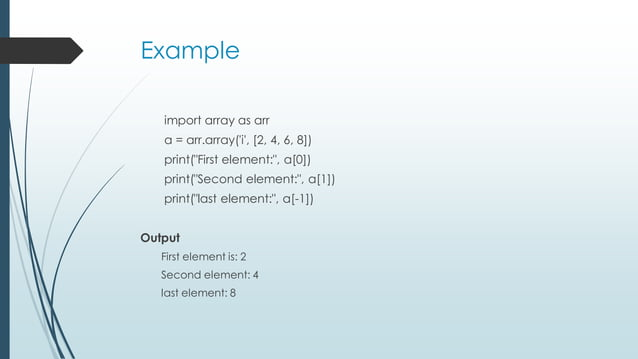 Example
import array as arr
a = arr.array('i', [2, 4, 6, 8])
print("First element:", a[0])
print("Second element:", a[1])
print("last element:", a[-1])
Output
First element is: 2
Second element: 4
last element: 8